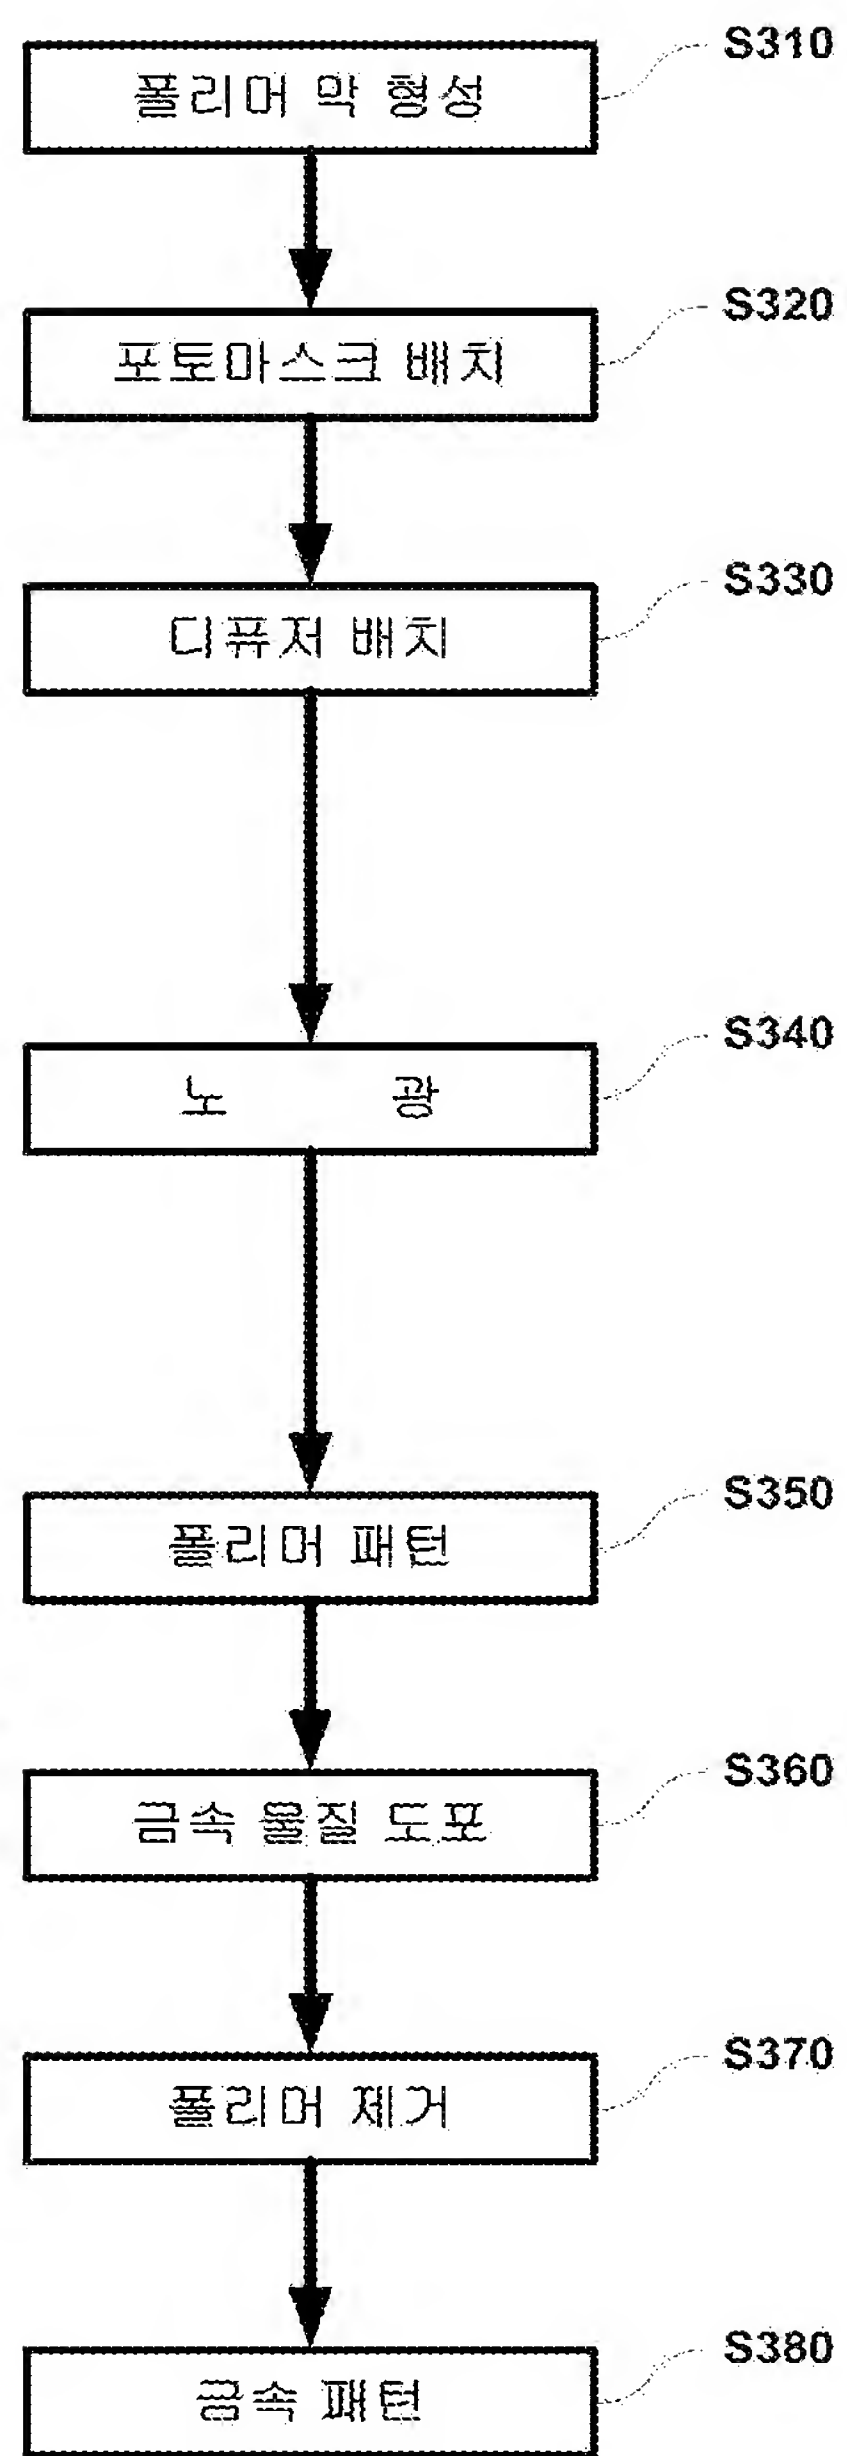 S310
폴리머 막 형성
S320
포토마스크 배치
S330
디퓨저 배치
S340
노 광
S350
폴리머 패턴
S360
금속 물질 도포
S370
폴리머 제거
S380
금속 패턴